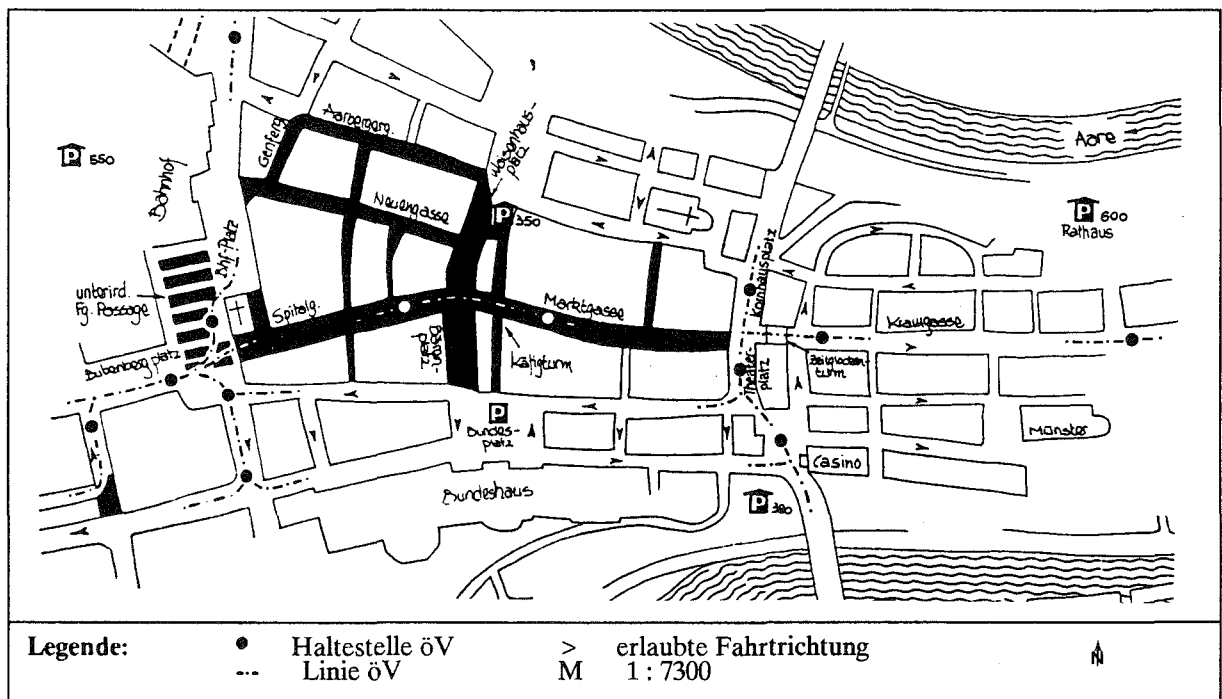 Aarbergerg.
Genferg.
Waisenhaus-
platz
Aare
P 550
Bahnhof
Neuengasse
P 350
P 600
Rathaus
Bhf-Platz
Kornhausplatz
unterird.
Fg. Passage
Spitalg.
Marktgasse
Kramgasse
Bubenberg platz
Bären-
platz
Käfigturm
Theater-
platz
Zeitglocken-
turm
P
Bundes-
platz
Münster
Casino
Bundeshaus
P 380
Legende:
Haltestelle öV
> erlaubte Fahrtrichtung
N
Linie öV
M 1 : 7300